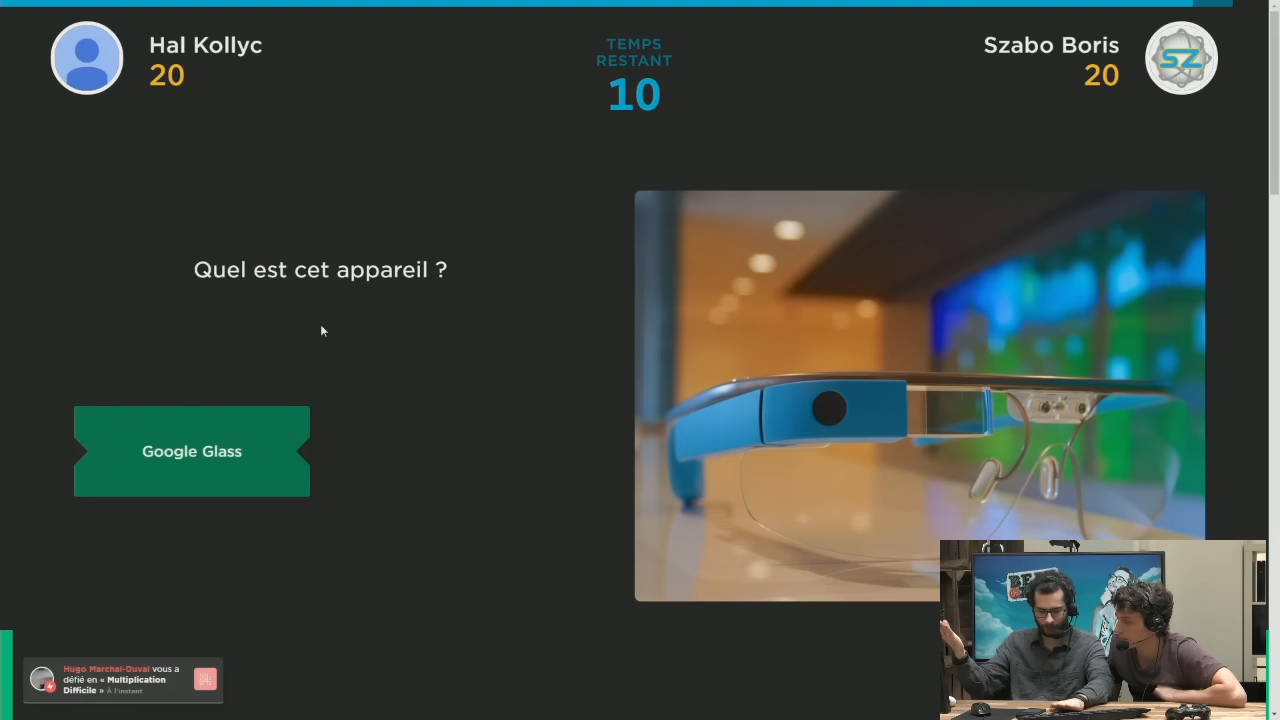 Hal Kollyc
20
TEMPS
RESTANT
10
Szabo Boris
20
SZ
Quel est cet appareil ?
Google Glass
Hugo Marchal-Duval vous a
défié en « Multiplication
Difficile » À l'instant